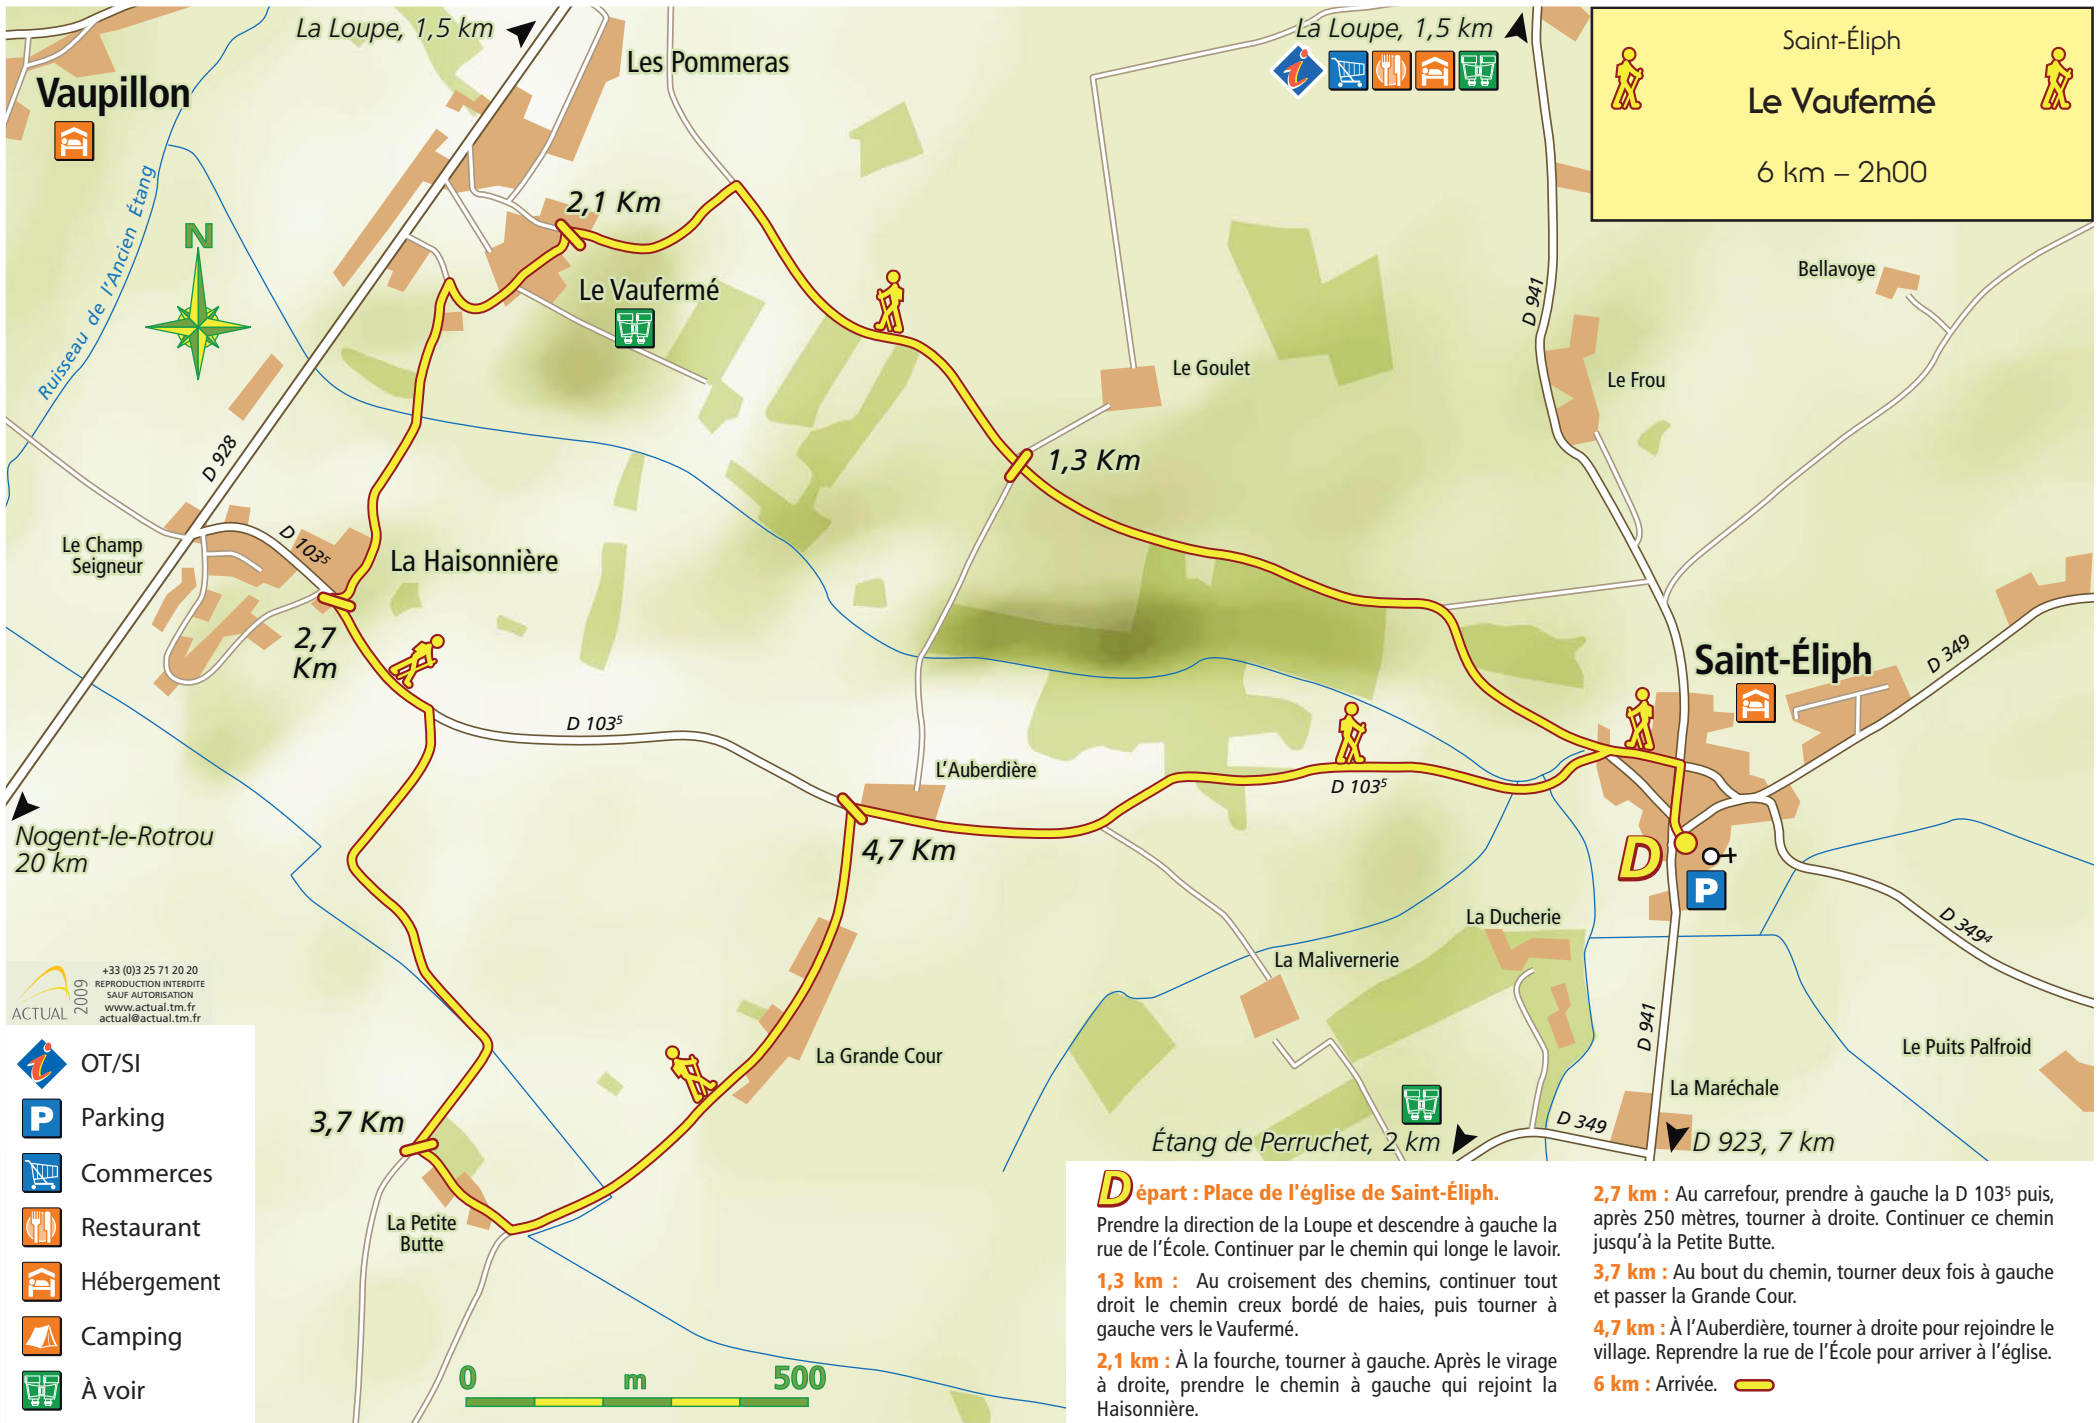 La Loupe, 1,5 km
La Loupe, 1,5 km
Les Pommeras
Vaupillon
Saint-Éliph
Le Vaufermé
6 km – 2h00
Ruisseau de l'Ancien Étang
N
2,1 Km
Le Vaufermé
D 941
Bellavoye
Le Goulet
Le Frou
D 928
1,3 Km
Le Champ
Seigneur
D 103⁵
La Haisonnière
2,7
Km
Saint-Éliph
D 349
D 103⁵
L'Auberdière
D 103⁵
Nogent-le-Rotrou
20 km
4,7 Km
D
P
La Ducherie
D 349⁴
La Malivernerie
ACTUAL
2009
+33 (0)3 25 71 20 20
REPRODUCTION INTERDITE
SAUF AUTORISATION
www.actual.tm.fr
actual@actual.tm.fr
D 941
Le Puits Palfroid
La Grande Cour
La Maréchale
3,7 Km
Étang de Perruchet, 2 km
D 349
D 923, 7 km
La Petite
Butte
i OT/SI
P Parking
Commerces
Restaurant
Hébergement
Camping
À voir
0 m 500
Départ : Place de l'église de Saint-Éliph.
Prendre la direction de la Loupe et descendre à gauche la
rue de l'École. Continuer par le chemin qui longe le lavoir.
1,3 km : Au croisement des chemins, continuer tout
droit le chemin creux bordé de haies, puis tourner à
gauche vers le Vaufermé.
2,1 km : À la fourche, tourner à gauche. Après le virage
à droite, prendre le chemin à gauche qui rejoint la
Haisonnière.
2,7 km : Au carrefour, prendre à gauche la D 103⁵ puis,
après 250 mètres, tourner à droite. Continuer ce chemin
jusqu'à la Petite Butte.
3,7 km : Au bout du chemin, tourner deux fois à gauche
et passer la Grande Cour.
4,7 km : À l'Auberdière, tourner à droite pour rejoindre le
village. Reprendre la rue de l'École pour arriver à l'église.
6 km : Arrivée.